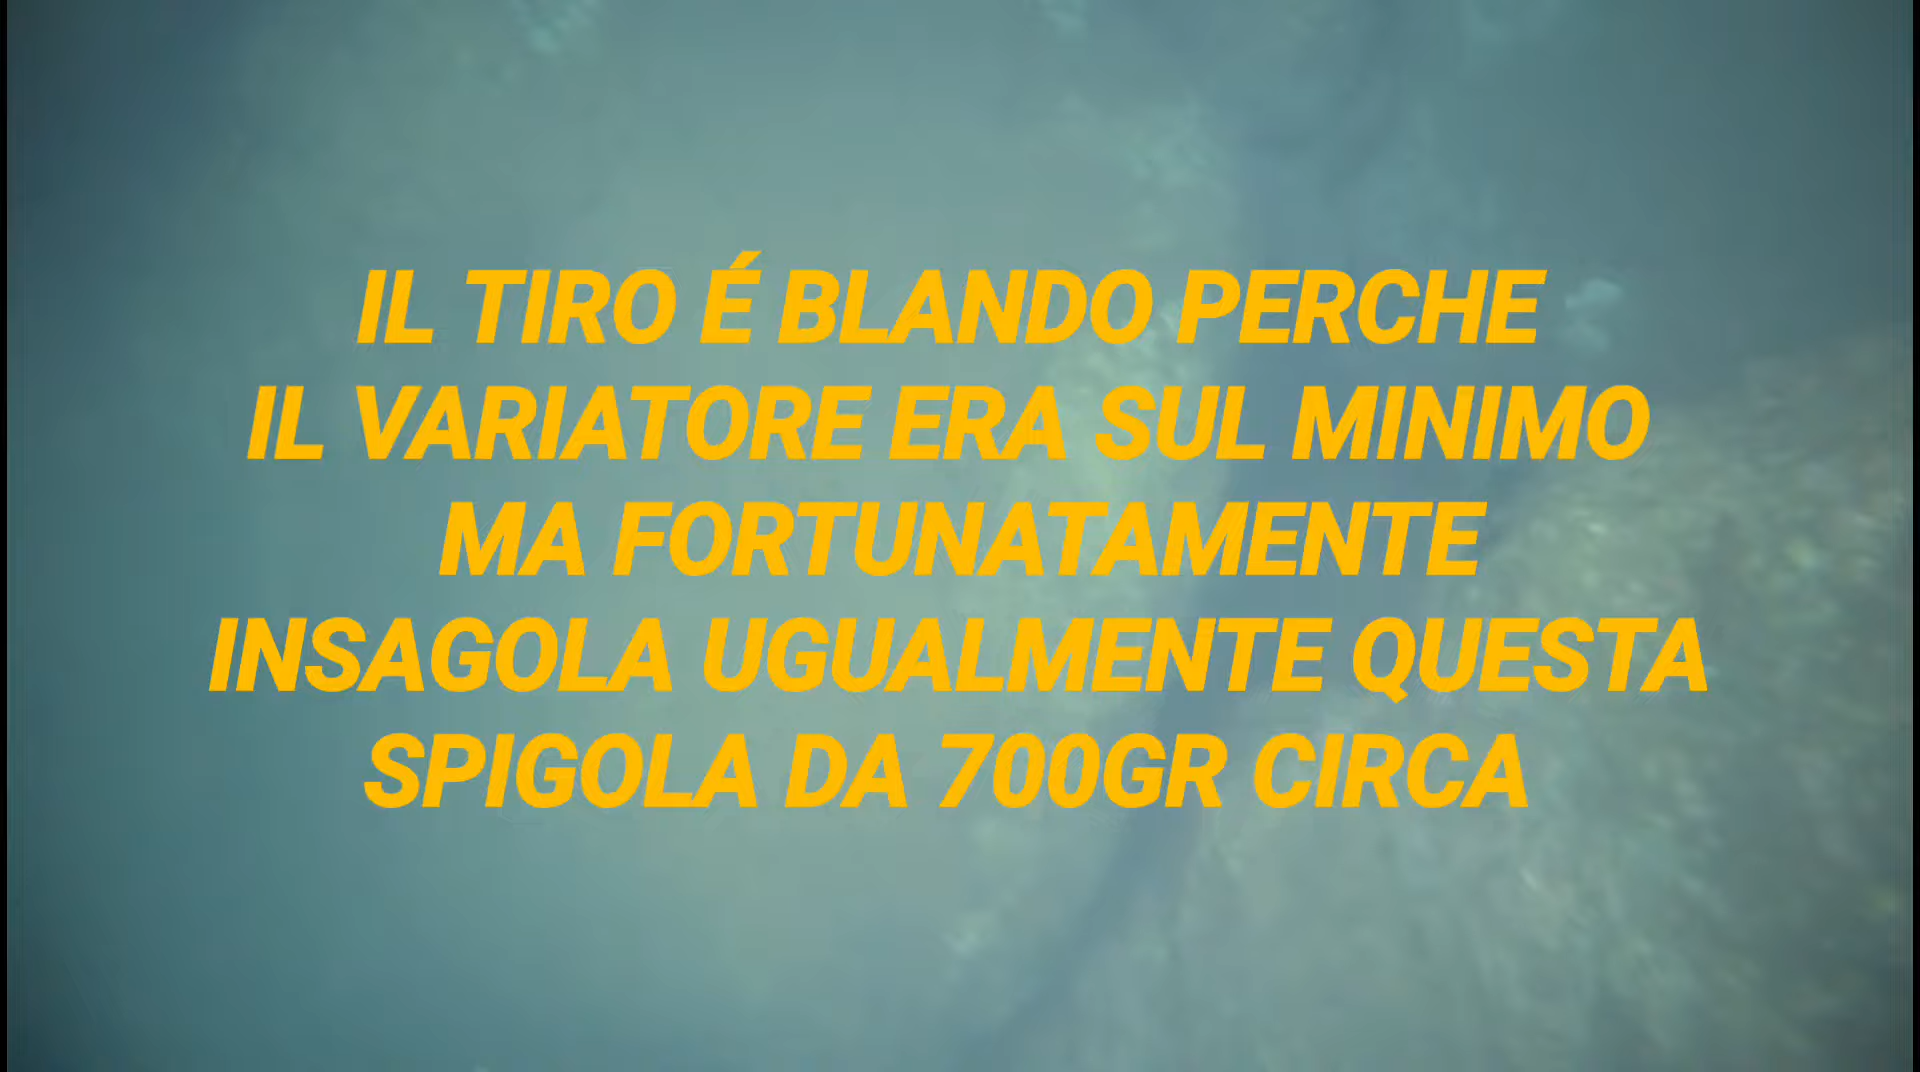 IL TIRO É BLANDO PERCHE
IL VARIATORE ERA SUL MINIMO
MA FORTUNATAMENTE
INSAGOLA UGUALMENTE QUESTA
SPIGOLA DA 700GR CIRCA